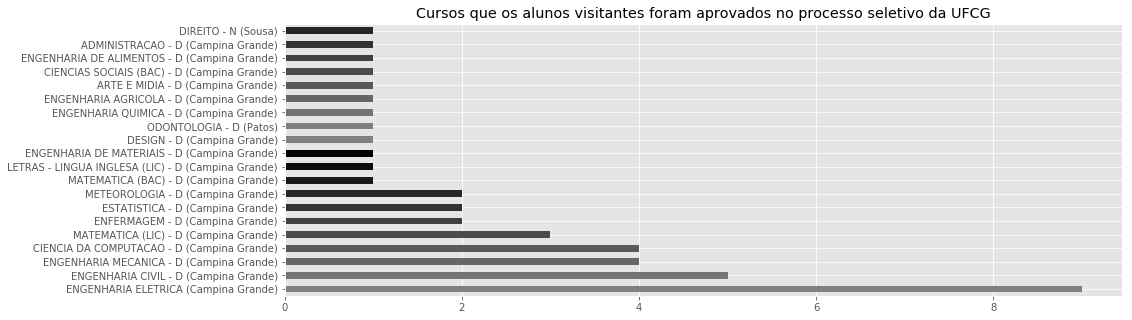 Cursos que os alunos visitantes foram aprovados no processo seletivo da UFCG
DIREITO - N (Sousa)
ADMINISTRACAO - D (Campina Grande)
ENGENHARIA DE ALIMENTOS - D (Campina Grande)
CIENCIAS SOCIAIS (BAC) - D (Campina Grande)
ARTE E MIDIA - D (Campina Grande)
ENGENHARIA AGRICOLA - D (Campina Grande)
ENGENHARIA QUIMICA - D (Campina Grande)
ODONTOLOGIA - D (Patos)
DESIGN - D (Campina Grande)
ENGENHARIA DE MATERIAIS - D (Campina Grande)
LETRAS - LINGUA INGLESA (LIC) - D (Campina Grande)
MATEMATICA (BAC) - D (Campina Grande)
METEOROLOGIA - D (Campina Grande)
ESTATISTICA - D (Campina Grande)
ENFERMAGEM - D (Campina Grande)
MATEMATICA (LIC) - D (Campina Grande)
CIENCIA DA COMPUTACAO - D (Campina Grande)
ENGENHARIA MECANICA - D (Campina Grande)
ENGENHARIA CIVIL - D (Campina Grande)
ENGENHARIA ELETRICA (Campina Grande)
0 2 4 6 8